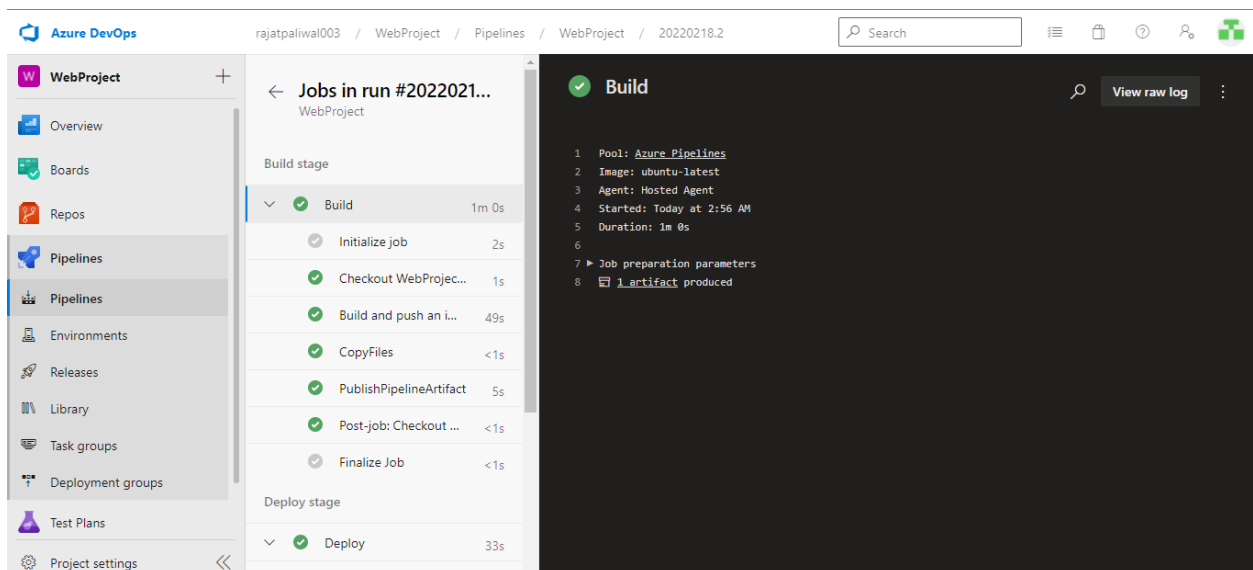 Azure DevOps
rajatpaliwal003 / WebProject / Pipelines / WebProject / 20220218.2
Search
W WebProject
Overview
Boards
Repos
Pipelines
Pipelines
Environments
Releases
Library
Task groups
Deployment groups
Test Plans
Project settings
Jobs in run #2022021...
WebProject
Build stage
Build 1m 0s
Initialize job 2s
Checkout WebProjec... 1s
Build and push an i... 49s
CopyFiles <1s
PublishPipelineArtifact 5s
Post-job: Checkout ... <1s
Finalize Job <1s
Deploy stage
Deploy 33s
Build
View raw log
1 Pool: Azure Pipelines
2 Image: ubuntu-latest
3 Agent: Hosted Agent
4 Started: Today at 2:56 AM
5 Duration: 1m 0s
6
7 Job preparation parameters
8 1 artifact produced